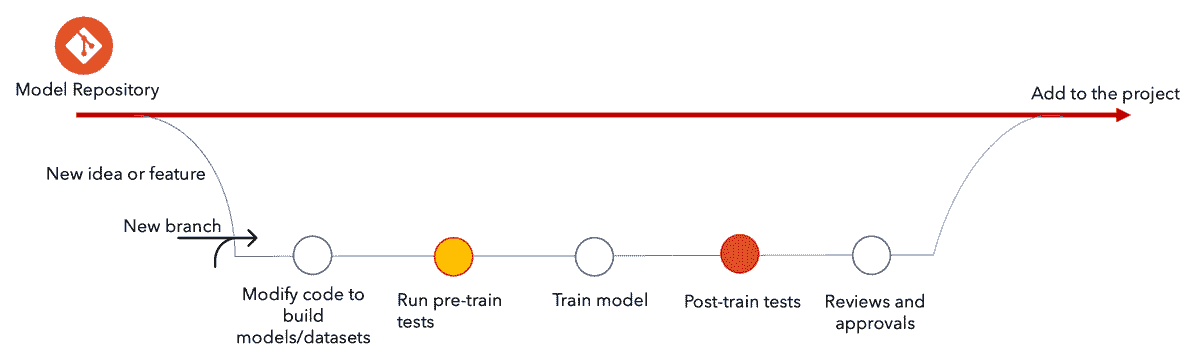 Model Repository
Add to the project
New idea or feature
New branch
Modify code to
build
models/datasets
Run pre-train
tests
Train model
Post-train tests
Reviews and
approvals